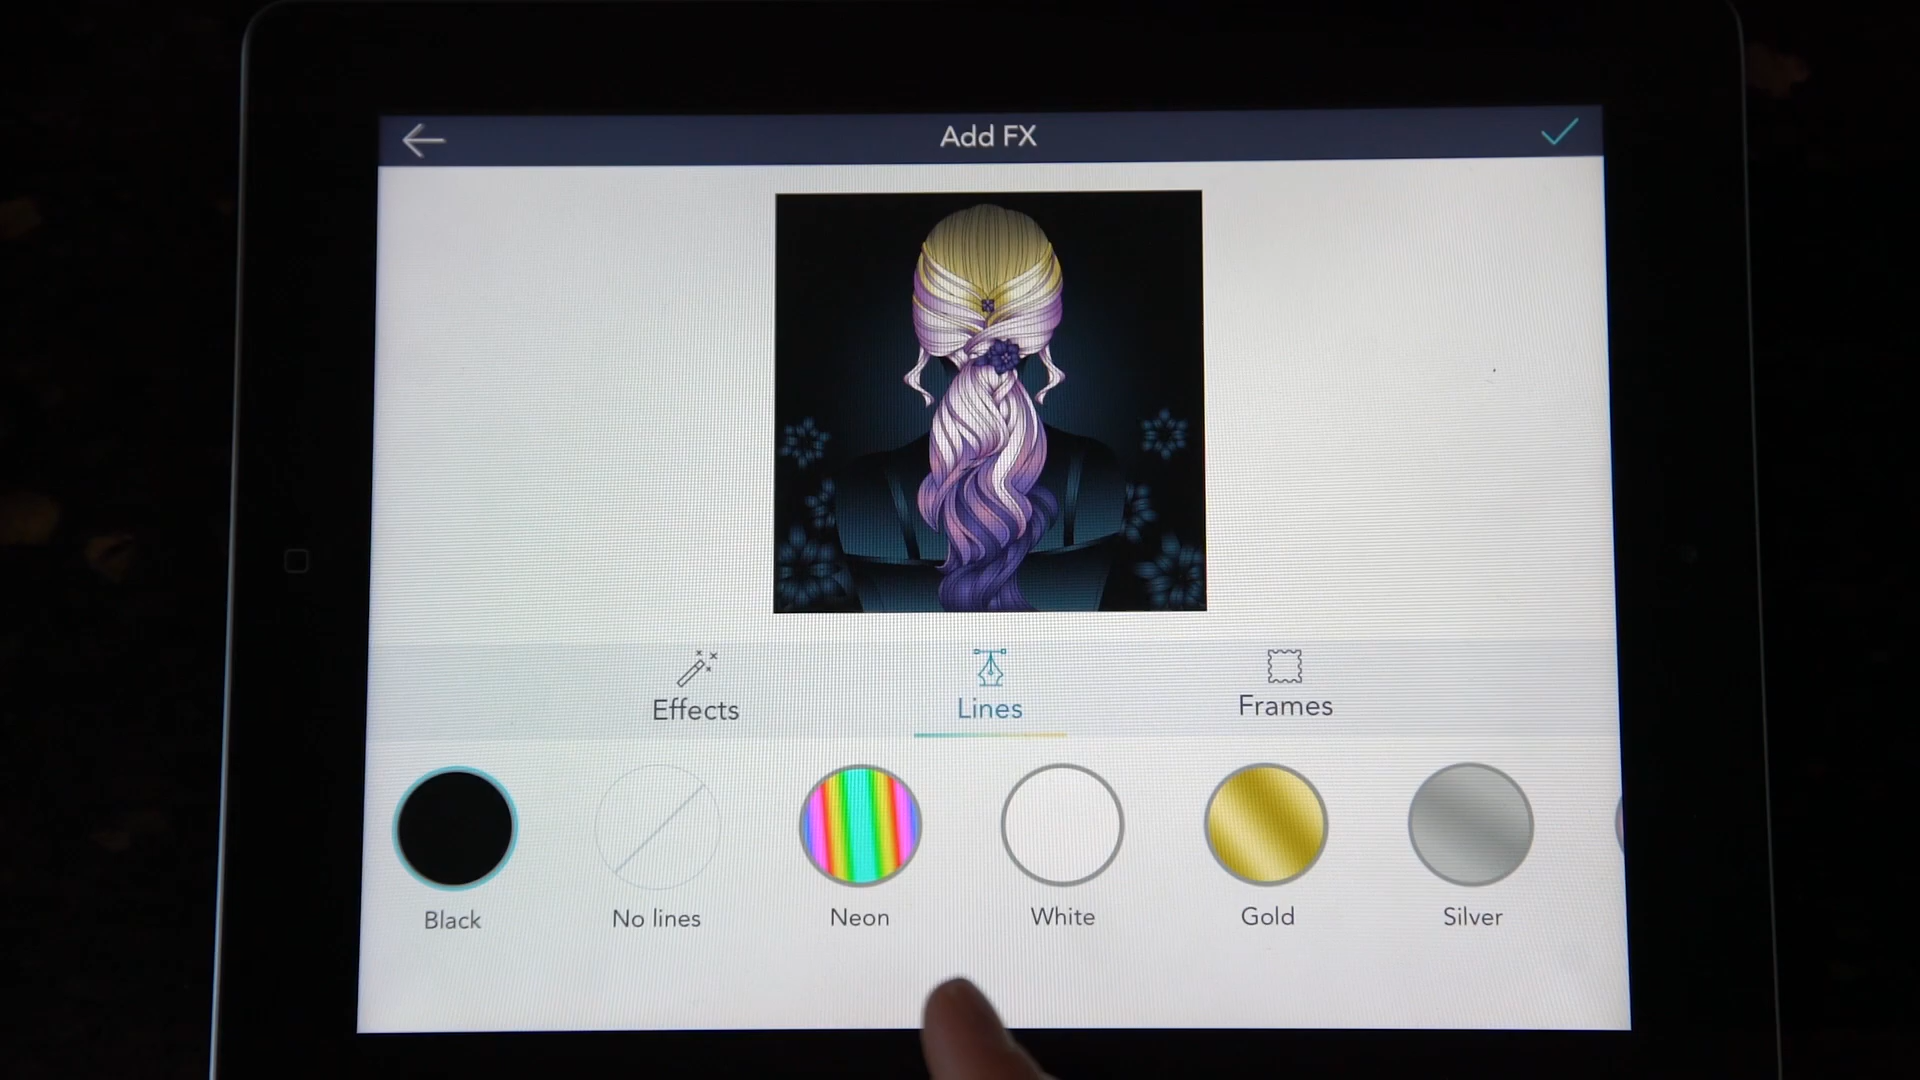 Add FX
Effects
Lines
Frames
Black
No lines
Neon
White
Gold
Silver